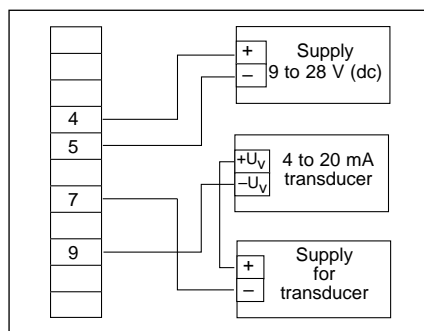 4
5
7
9
+
–
Supply
9 to 28 V (dc)
+Uv
–Uv
4 to 20 mA
transducer
+
–
Supply
for
transducer